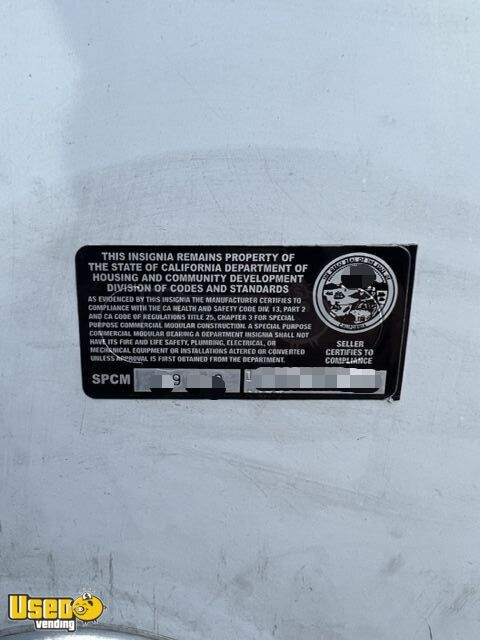 THIS INSIGNIA REMAINS PROPERTY OF
THE STATE OF CALIFORNIA DEPARTMENT OF
HOUSING AND COMMUNITY DEVELOPMENT
DIVISION OF CODES AND STANDARDS
AS EVIDENCED BY THIS INSIGNIA THE MANUFACTURER CERTIFIES TO
COMPLIANCE WITH THE CA HEALTH AND SAFETY CODE DIV. 13, PART 2
AND CA CODE OF REGULATIONS TITLE 25, CHAPTER 3 FOR SPECIAL
PURPOSE COMMERCIAL MODULAR CONSTRUCTION. A SPECIAL PURPOSE
COMMERCIAL MODULAR BEARING A DEPARTMENT INSIGNIA SHALL NOT
HAVE ITS FIRE AND LIFE SAFETY, PLUMBING, ELECTRICAL, OR
MECHANICAL EQUIPMENT OR INSTALLATIONS ALTERED OR CONVERTED
UNLESS APPROVAL IS FIRST OBTAINED FROM THE DEPARTMENT.
SELLER
CERTIFIES TO
COMPLIANCE
SPCM 9
Used
vending